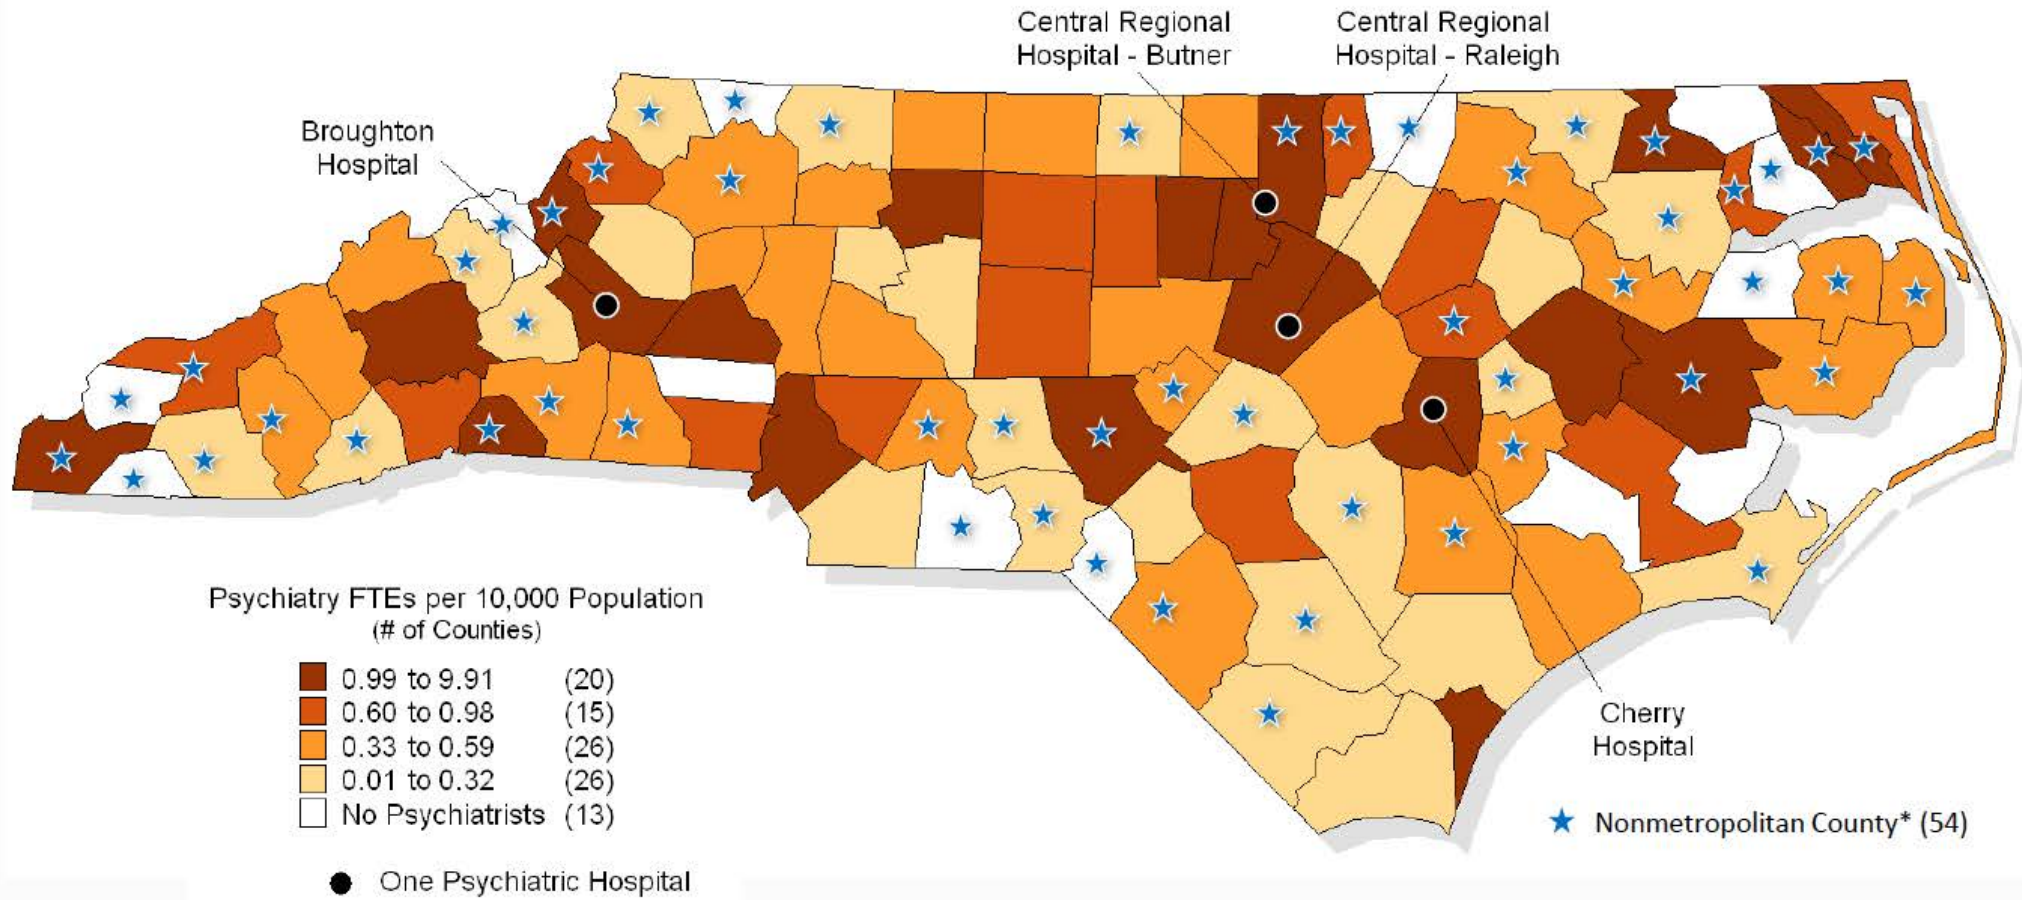 Central Regional
Hospital - Butner
Central Regional
Hospital - Raleigh
Broughton
Hospital
Psychiatry FTEs per 10,000 Population
(# of Counties)
0.99 to 9.91 (20)
0.60 to 0.98 (15)
0.33 to 0.59 (26)
0.01 to 0.32 (26)
No Psychiatrists (13)
One Psychiatric Hospital
Cherry
Hospital
Nonmetropolitan County* (54)